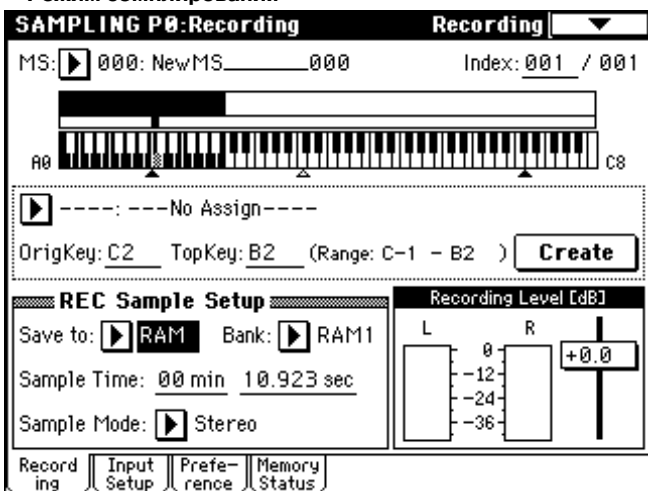 SAMPLING P0:Recording Recording
MS: 000: NewMS________000 Index: 001 / 001
A0 C8
----: ---No Assign----
OrigKey: C2 TopKey: B2 (Range: C-1 - B2 ) Create
REC Sample Setup
Save to: RAM Bank: RAM1
Sample Time: 00 min 10.923 sec
Sample Mode: Stereo
Recording Level [dB]
L R
0
-12
-24
-36
+0.0
Record Input Prefe- Memory
ing Setup rence Status